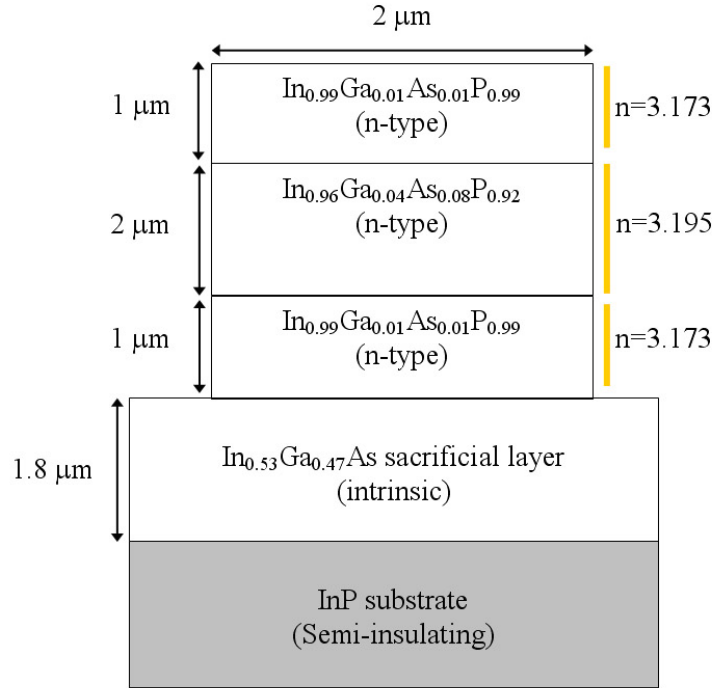 2 μm
1 μm
In₀.₉₉Ga₀.₀₁As₀.₀₁P₀.₉₉
(n-type)
n=3.173
2 μm
In₀.₉₆Ga₀.₀₄As₀.₀₈P₀.₉₂
(n-type)
n=3.195
1 μm
In₀.₉₉Ga₀.₀₁As₀.₀₁P₀.₉₉
(n-type)
n=3.173
1.8 μm
In₀.₅₃Ga₀.₄₇As sacrificial layer
(intrinsic)
InP substrate
(Semi-insulating)